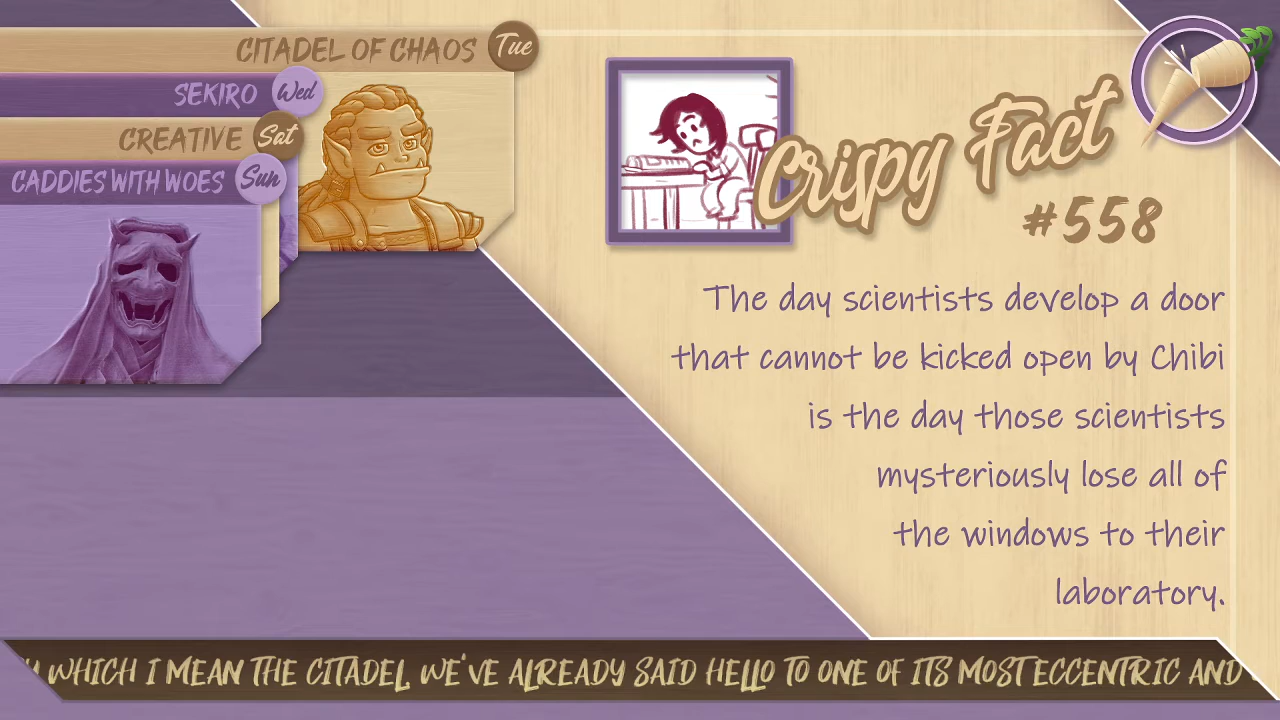 CITADEL OF CHAOS Tue
SEKIRO Wed
CREATIVE Sat
CADDIES WITH WOES Sun
Crispy Fact
#558
The day scientists develop a door
that cannot be kicked open by Chibi
is the day those scientists
mysteriously lose all of
the windows to their
laboratory.
WHICH I MEAN THE CITADEL, WE'VE ALREADY SAID HELLO TO ONE OF ITS MOST ECCENTRIC AND